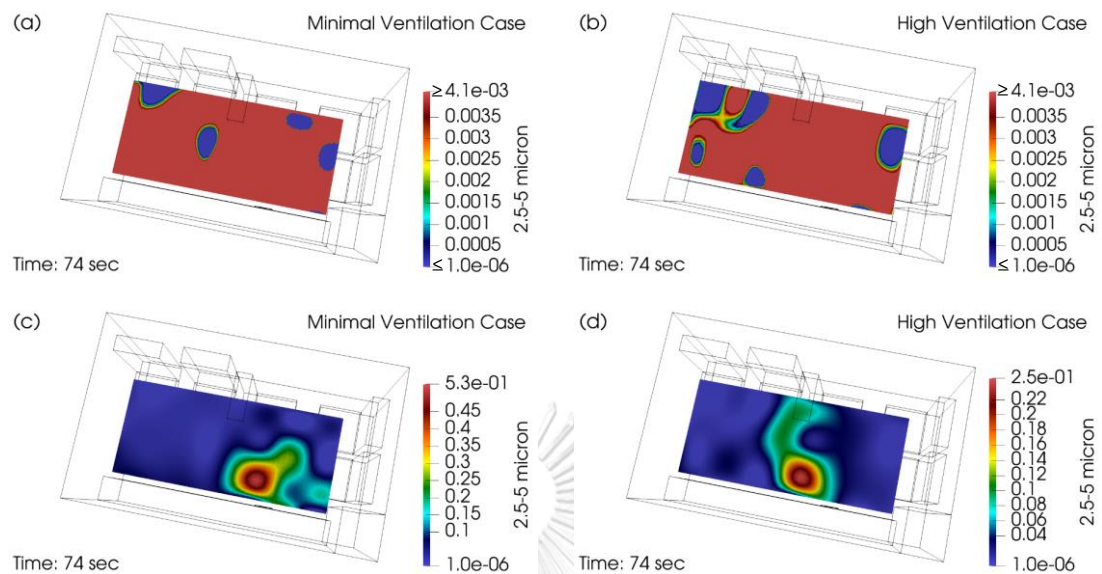 (a) Minimal Ventilation Case
≥ 4.1e-03
0.0035
0.003
0.0025
0.002
0.0015
0.001
0.0005
≤ 1.0e-06
2.5-5 micron
Time: 74 sec
(b) High Ventilation Case
≥ 4.1e-03
0.0035
0.003
0.0025
0.002
0.0015
0.001
0.0005
≤ 1.0e-06
2.5-5 micron
Time: 74 sec
(c) Minimal Ventilation Case
5.3e-01
0.45
0.4
0.35
0.3
0.25
0.2
0.15
0.1
1.0e-06
2.5-5 micron
Time: 74 sec
(d) High Ventilation Case
2.5e-01
0.22
0.2
0.18
0.16
0.14
0.12
0.10
0.08
0.06
0.04
1.0e-06
2.5-5 micron
Time: 74 sec